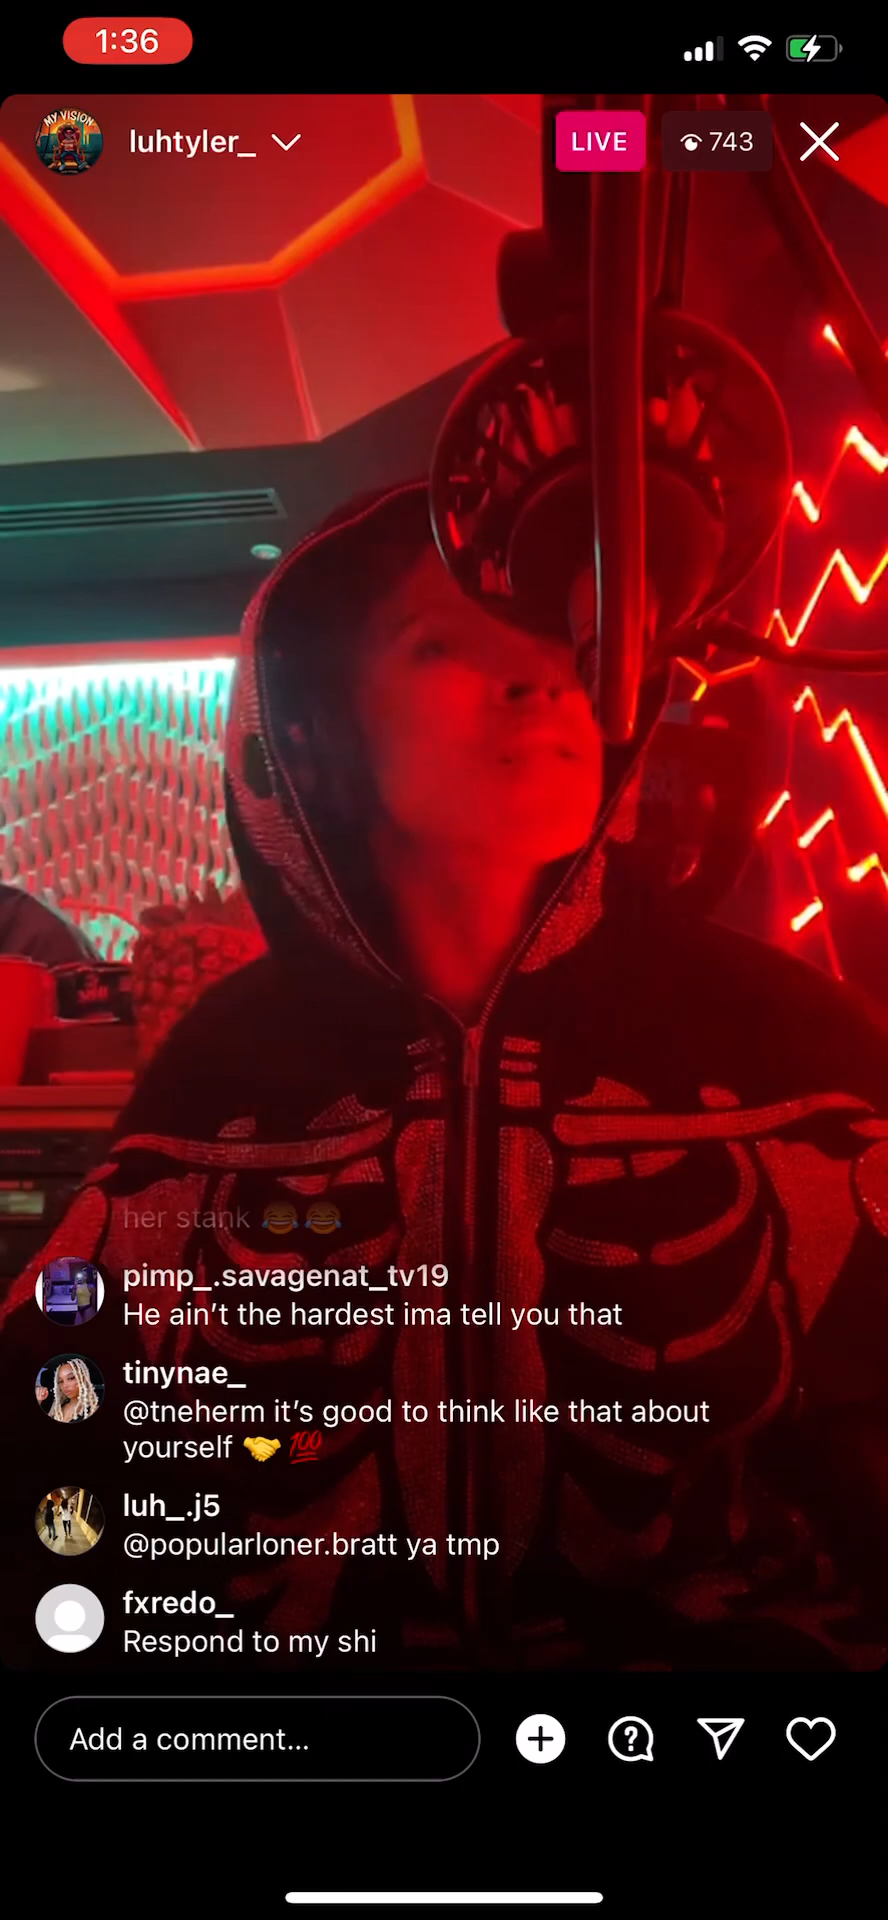 1:36
MY VISION
luhtyler_
LIVE
743
her stank 😂😂
pimp_.savagenat_tv19
He ain’t the hardest ima tell you that
tinynae_
@tneherm it’s good to think like that about
yourself 🤝 💯
luh_.j5
@popularloner.bratt ya tmp
fxredo_
Respond to my shi
Add a comment...